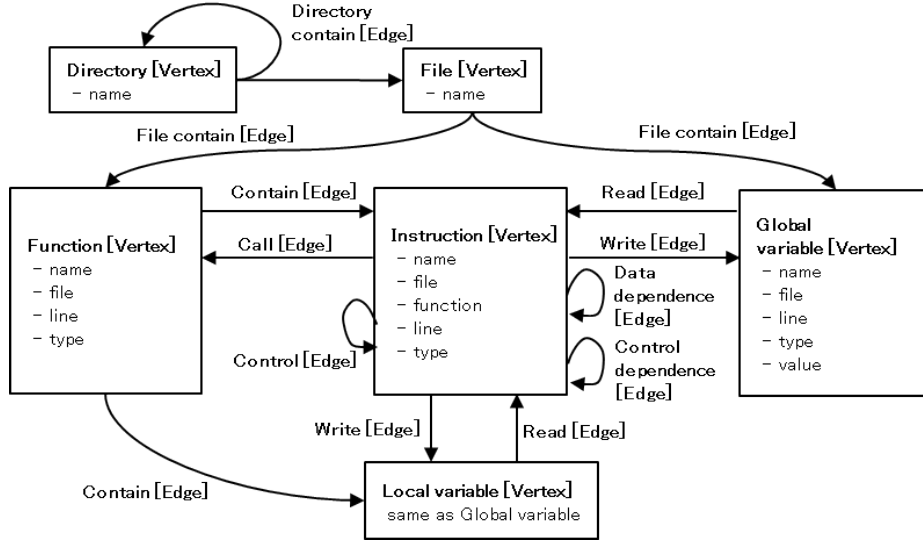 Directory
contain [Edge]
Directory [Vertex]
- name
File [Vertex]
- name
File contain [Edge]
File contain [Edge]
Function [Vertex]
- name
- file
- line
- type
Contain [Edge]
Call [Edge]
Instruction [Vertex]
- name
- file
- function
- line
- type
Read [Edge]
Write [Edge]
Global
variable [Vertex]
- name
- file
- line
- type
- value
Data
dependence
[Edge]
Control [Edge]
Control
dependence
[Edge]
Write [Edge]
Read [Edge]
Contain [Edge]
Local variable [Vertex]
same as Global variable